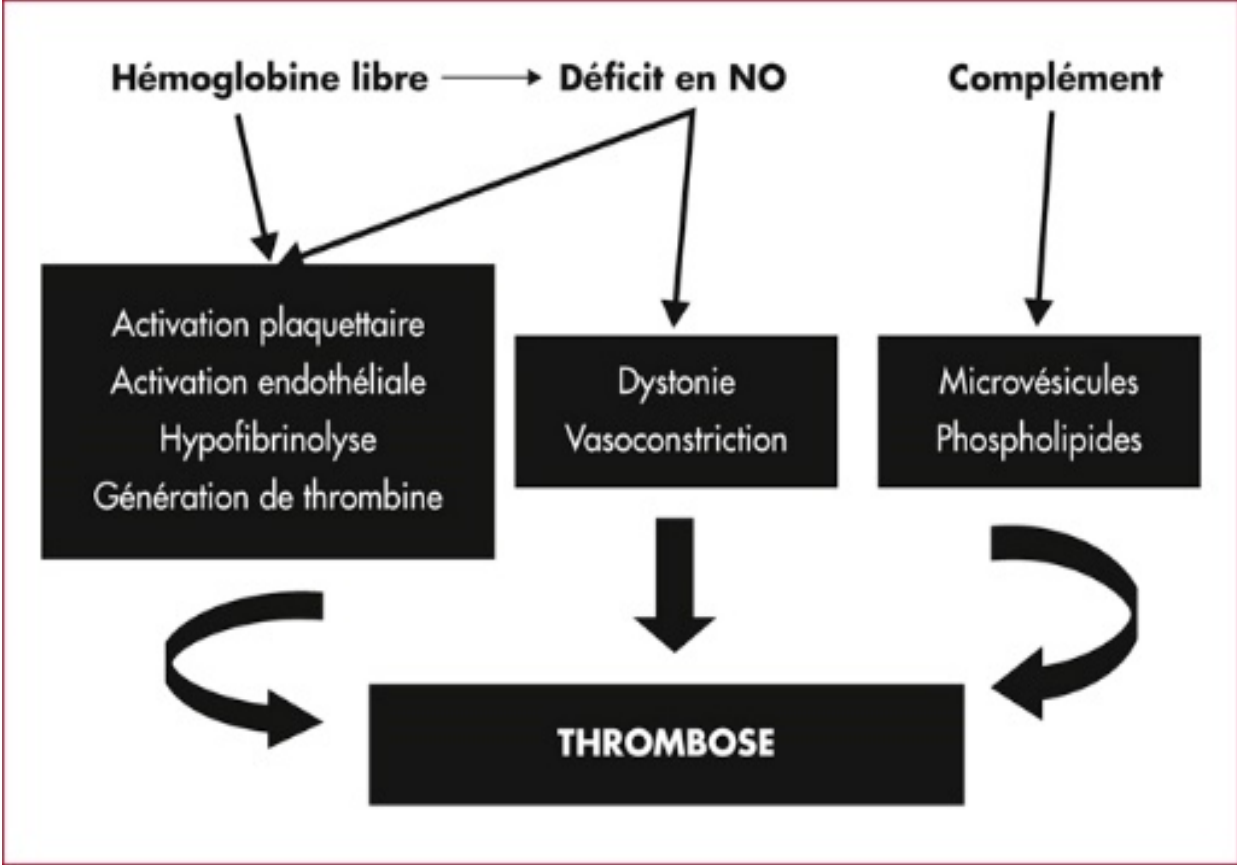 Hémoglobine libre
Déficit en NO
Complément
Activation plaquettaire
Activation endothéliale
Hypofibrinolyse
Génération de thrombine
Dystonie
Vasoconstriction
Microvésicules
Phospholipides
THROMBOSE